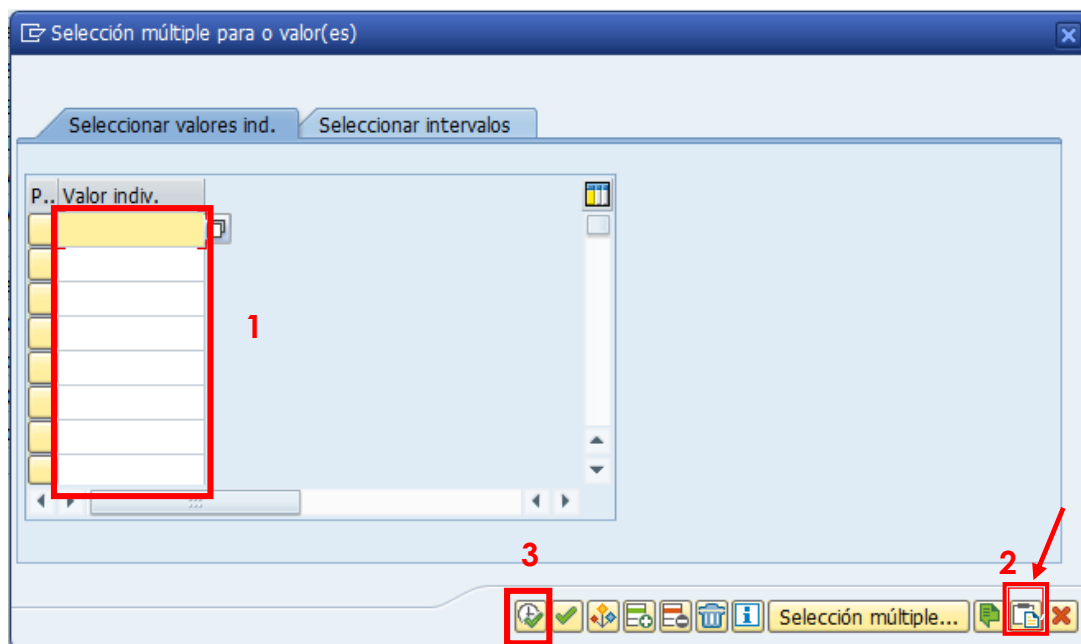 Selección múltiple para o valor(es)
Seleccionar valores ind.
Seleccionar intervalos
P.. Valor indiv.
1
3
2
Selección múltiple...